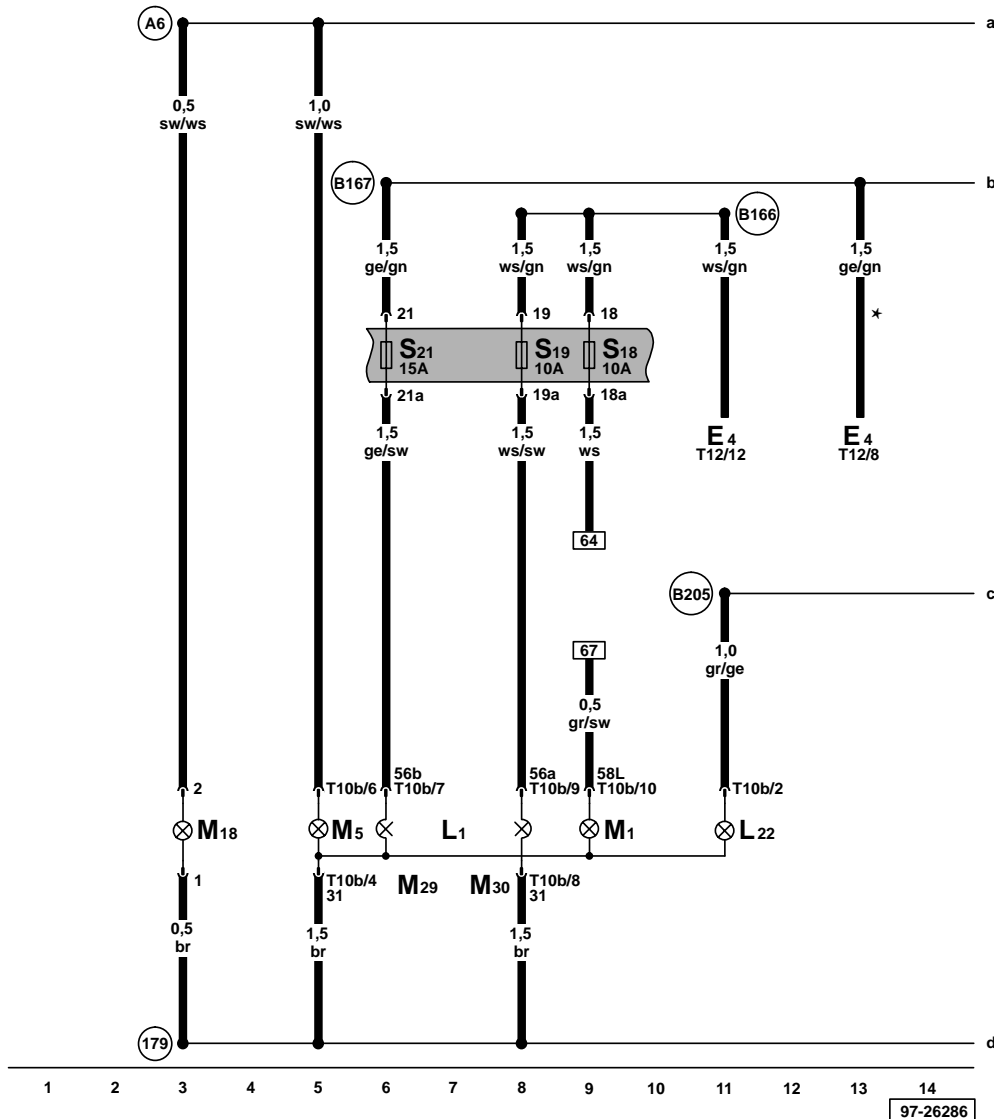 A6
a
0,5
sw/ws
1,0
sw/ws
B167
b
B166
1,5
ge/gn
1,5
ws/gn
1,5
ws/gn
1,5
ws/gn
1,5
ge/gn
21
19
18
*
S21
15A
S19
10A
S18
10A
21a
19a
18a
1,5
ge/sw
1,5
ws/sw
1,5
ws
E4
T12/12
E4
T12/8
64
B205
c
67
1,0
gr/ge
0,5
gr/sw
2
T10b/6
56b
T10b/7
56a
T10b/9
58L
T10b/10
T10b/2
M18
M5
L1
M1
L22
1
T10b/4
31
M29
M30
T10b/8
31
0,5
br
1,5
br
1,5
br
179
d
1 2 3 4 5 6 7 8 9 10 11 12 13 14
97-26286